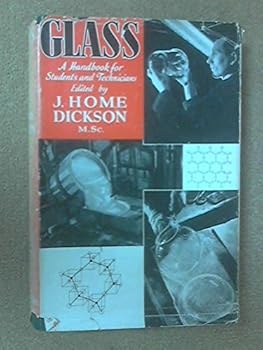 GLASS
A Handbook for
Students and Technicians
Edited by
J. HOME
DICKSON
M.Sc.